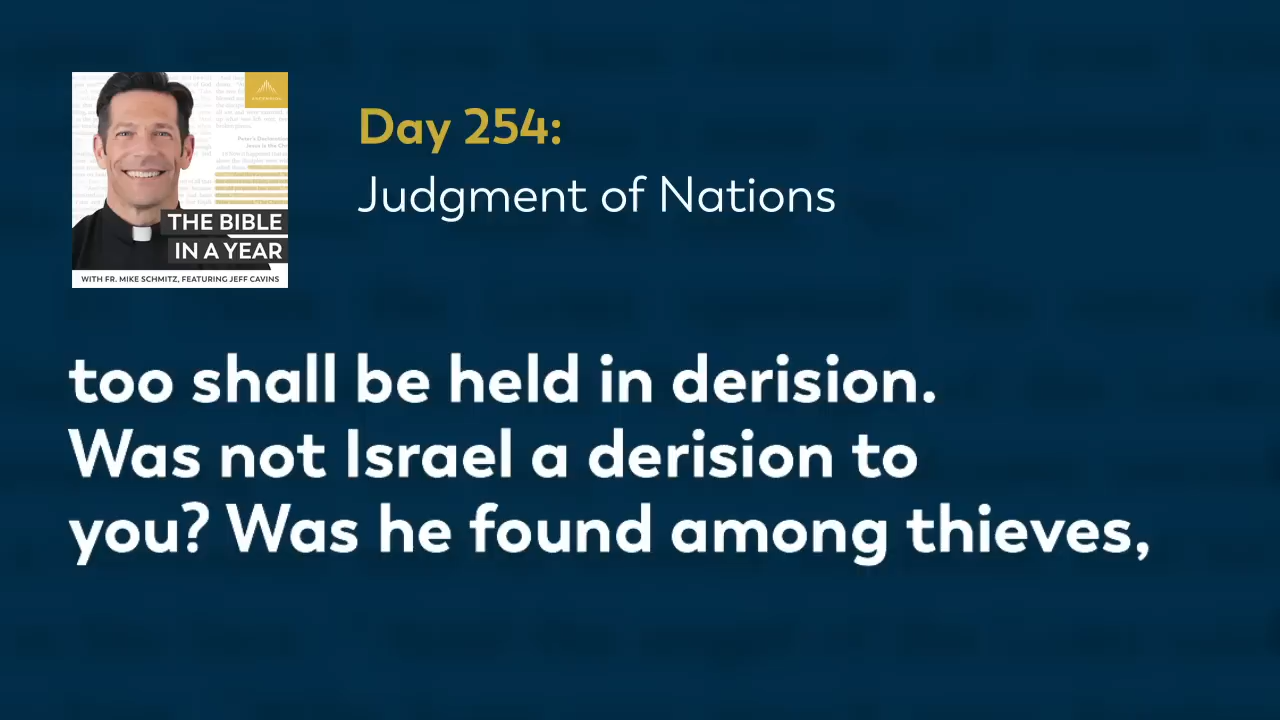 Day 254:
Judgment of Nations
THE BIBLE
IN A YEAR
WITH FR. MIKE SCHMITZ, FEATURING JEFF CAVINS
too shall be held in derision.
Was not Israel a derision to
you? Was he found among thieves,